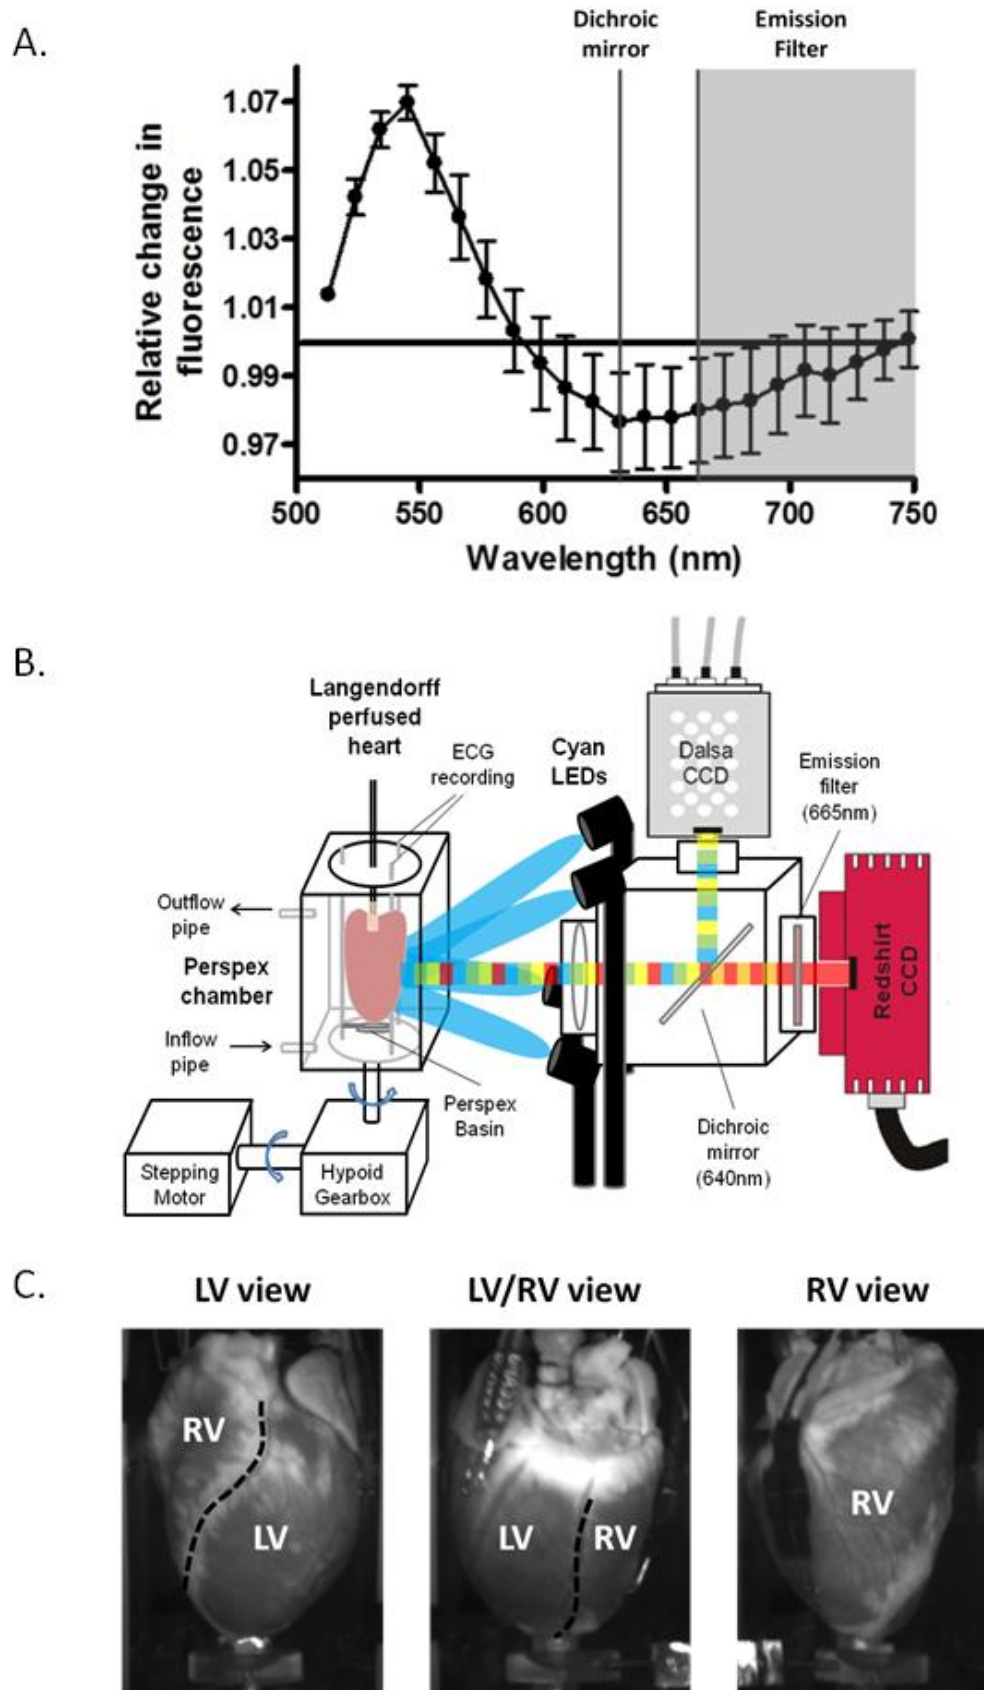 A.
Dichroic
mirror
Emission
Filter
Relative change in
fluorescence
1.07
1.05
1.03
1.01
0.99
0.97
500
550
600
650
700
750
Wavelength (nm)
B.
Langendorff
perfused
heart
ECG
recording
Cyan
LEDs
Dalsa
CCD
Emission
filter
(665nm)
Outflow
pipe
Perspex
chamber
Inflow
pipe
Redshirt
CCD
Perspex
Basin
Dichroic
mirror
(640nm)
Stepping
Motor
Hypoid
Gearbox
C.
LV view
LV/RV view
RV view
RV
LV
LV
RV
RV